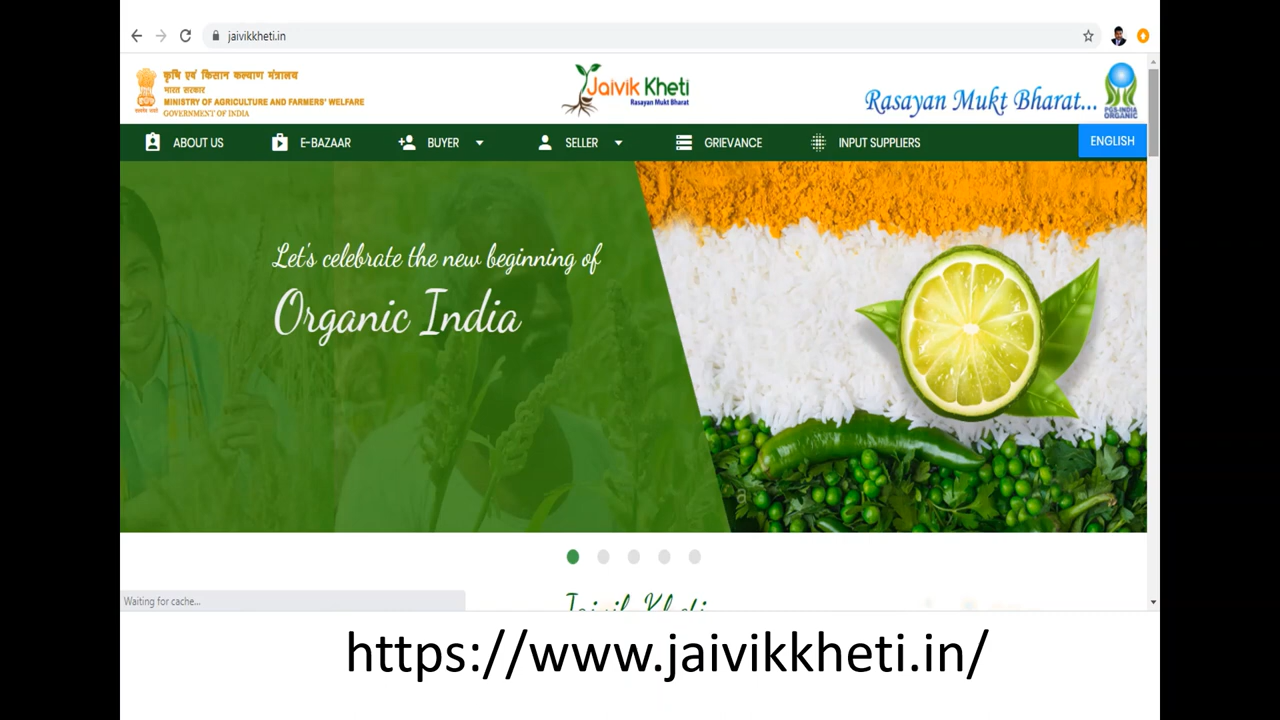 jaivikkheti.in
कृषि एवं किसान कल्याण मंत्रालय
भारत सरकार
MINISTRY OF AGRICULTURE AND FARMERS' WELFARE
GOVERNMENT OF INDIA
Jaivik Kheti
Rasayan Mukt Bharat
Rasayan Mukt Bharat...
PGS-INDIA
ORGANIC
ABOUT US
E-BAZAAR
BUYER
SELLER
GRIEVANCE
INPUT SUPPLIERS
ENGLISH
Let's celebrate the new beginning of
Organic India
Jaivik Kheti
Waiting for cache...
https://www.jaivikkheti.in/